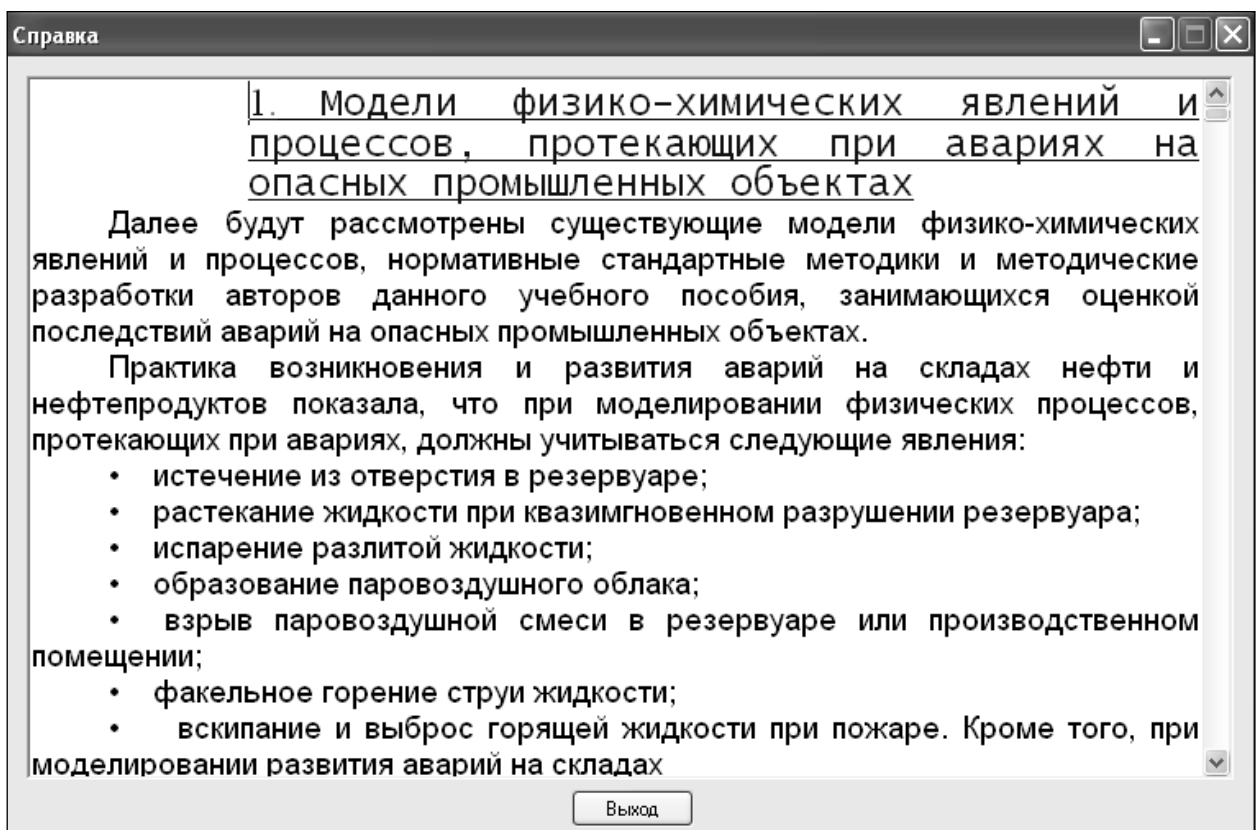 Справка
1. Модели физико-химических явлений и
процессов, протекающих при авариях на
опасных промышленных объектах
Далее будут рассмотрены существующие модели физико-химических
явлений и процессов, нормативные стандартные методики и методические
разработки авторов данного учебного пособия, занимающихся оценкой
последствий аварий на опасных промышленных объектах.
Практика возникновения и развития аварий на складах нефти и
нефтепродуктов показала, что при моделировании физических процессов,
протекающих при авариях, должны учитываться следующие явления:
• истечение из отверстия в резервуаре;
• растекание жидкости при квазимгновенном разрушении резервуара;
• испарение разлитой жидкости;
• образование паровоздушного облака;
• взрыв паровоздушной смеси в резервуаре или производственном
помещении;
• факельное горение струи жидкости;
• вскипание и выброс горящей жидкости при пожаре. Кроме того, при
моделировании развития аварий на складах
Выход